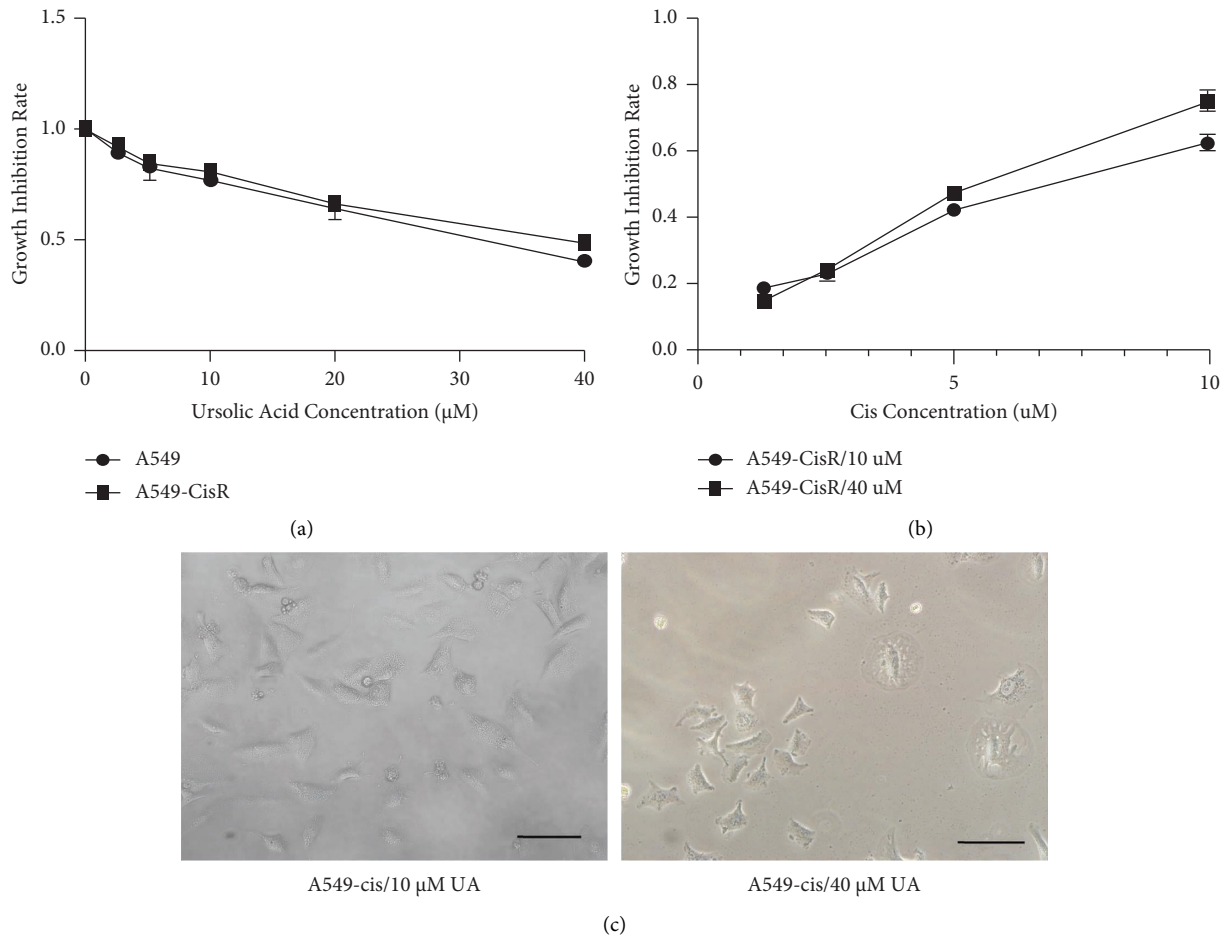 1.5
1.0
0.5
0.0
Growth Inhibition Rate
0 10 20 30 40
Ursolic Acid Concentration (μM)
A549
A549-CisR
(a)
1.0
0.8
0.6
0.4
0.2
0.0
Growth Inhibition Rate
0 5 10
Cis Concentration (uM)
A549-CisR/10 uM
A549-CisR/40 uM
(b)
A549-cis/10 μM UA
A549-cis/40 μM UA
(c)